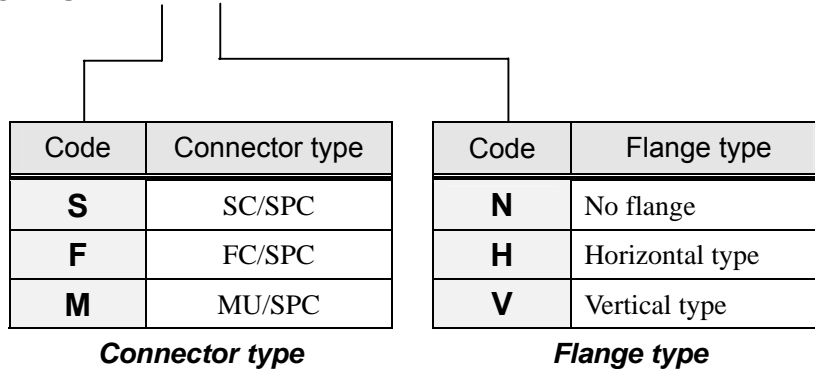 Code Connector type
S SC/SPC
F FC/SPC
M MU/SPC
Connector type
Code Flange type
N No flange
H Horizontal type
V Vertical type
Flange type